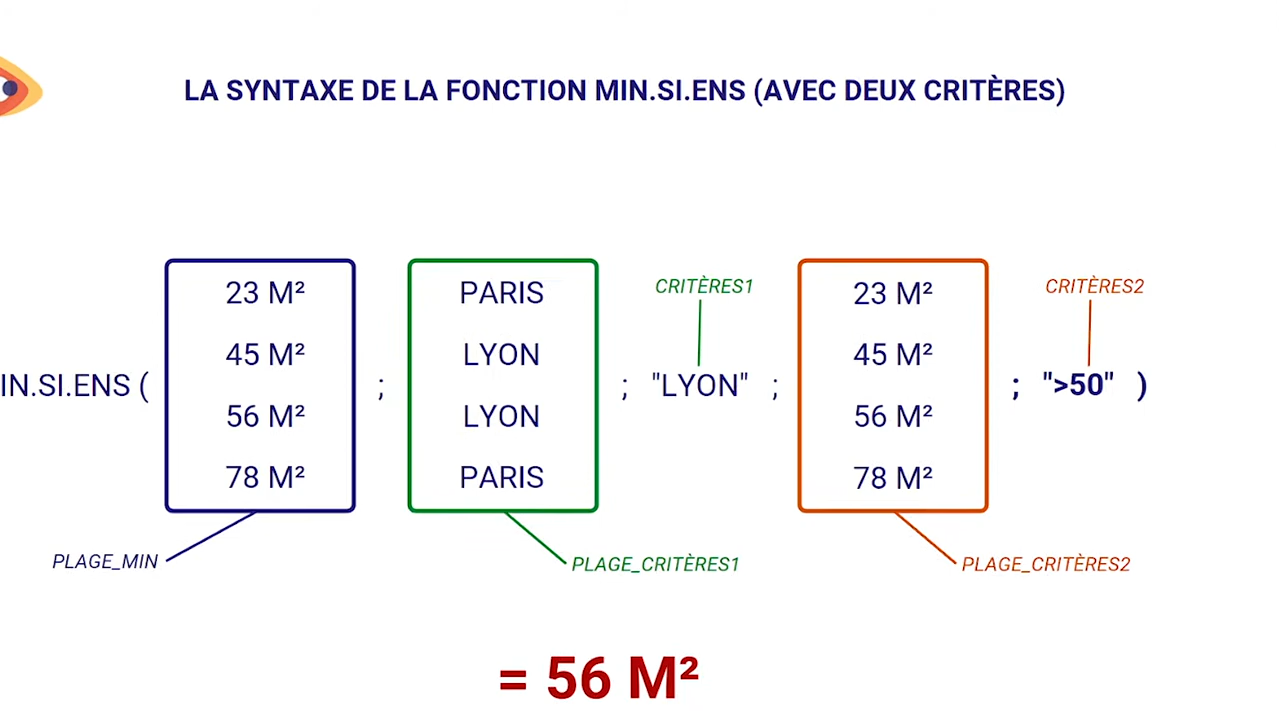 LA SYNTAXE DE LA FONCTION MIN.SI.ENS (AVEC DEUX CRITÈRES)
CRITÈRES1
CRITÈRES2
23 M²
PARIS
23 M²
45 M²
LYON
45 M²
IN.SI.ENS ( ; ; "LYON" ; ; ">50" )
56 M²
LYON
56 M²
78 M²
PARIS
78 M²
PLAGE_MIN
PLAGE_CRITÈRES1
PLAGE_CRITÈRES2
= 56 M²